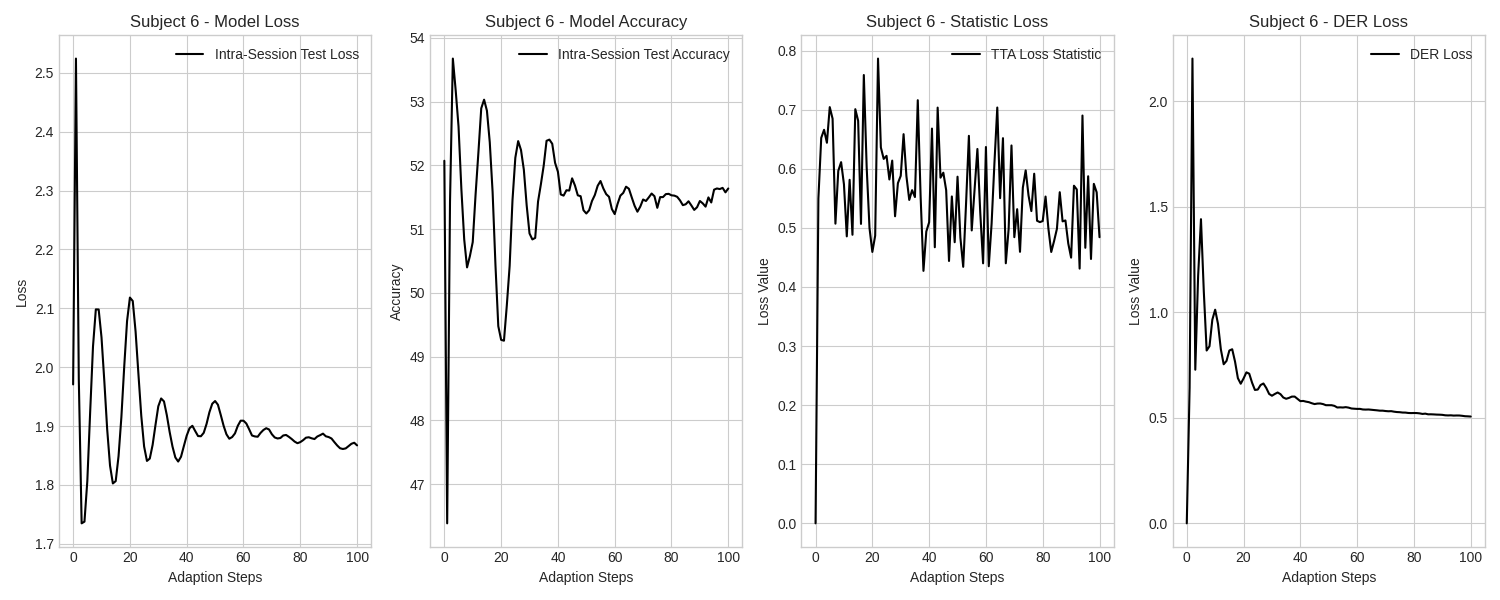 Subject 6 - Model Loss
Intra-Session Test Loss
2.5
2.4
2.3
2.2
2.1
2.0
1.9
1.8
1.7
Loss
0 20 40 60 80 100
Adaption Steps
Subject 6 - Model Accuracy
Intra-Session Test Accuracy
54
53
52
51
50
49
48
47
Accuracy
0 20 40 60 80 100
Adaption Steps
Subject 6 - Statistic Loss
TTA Loss Statistic
0.8
0.7
0.6
0.5
0.4
0.3
0.2
0.1
0.0
Loss Value
0 20 40 60 80 100
Adaption Steps
Subject 6 - DER Loss
DER Loss
2.0
1.5
1.0
0.5
0.0
Loss Value
0 20 40 60 80 100
Adaption Steps